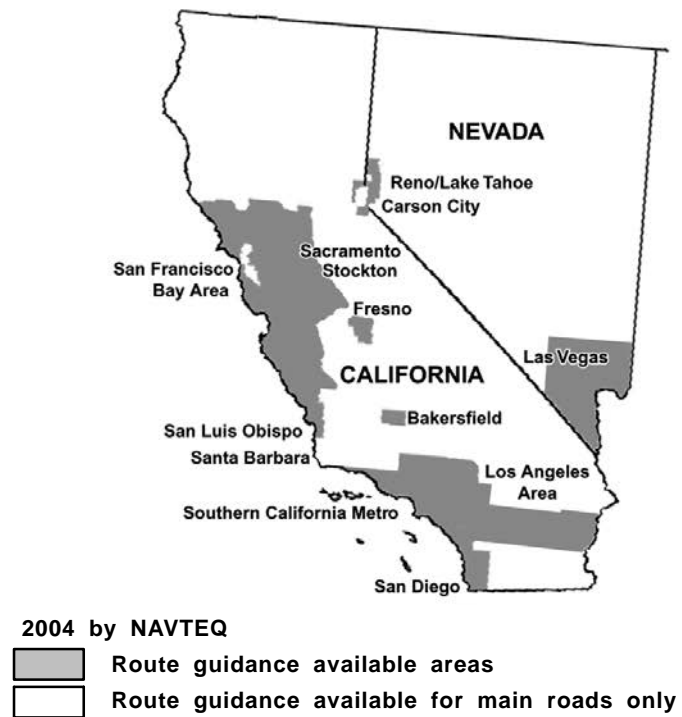 NEVADA
Reno/Lake Tahoe
Carson City
Sacramento
Stockton
San Francisco
Bay Area
Fresno
Las Vegas
CALIFORNIA
Bakersfield
San Luis Obispo
Santa Barbara
Los Angeles
Area
Southern California Metro
San Diego
2004 by NAVTEQ
Route guidance available areas
Route guidance available for main roads only